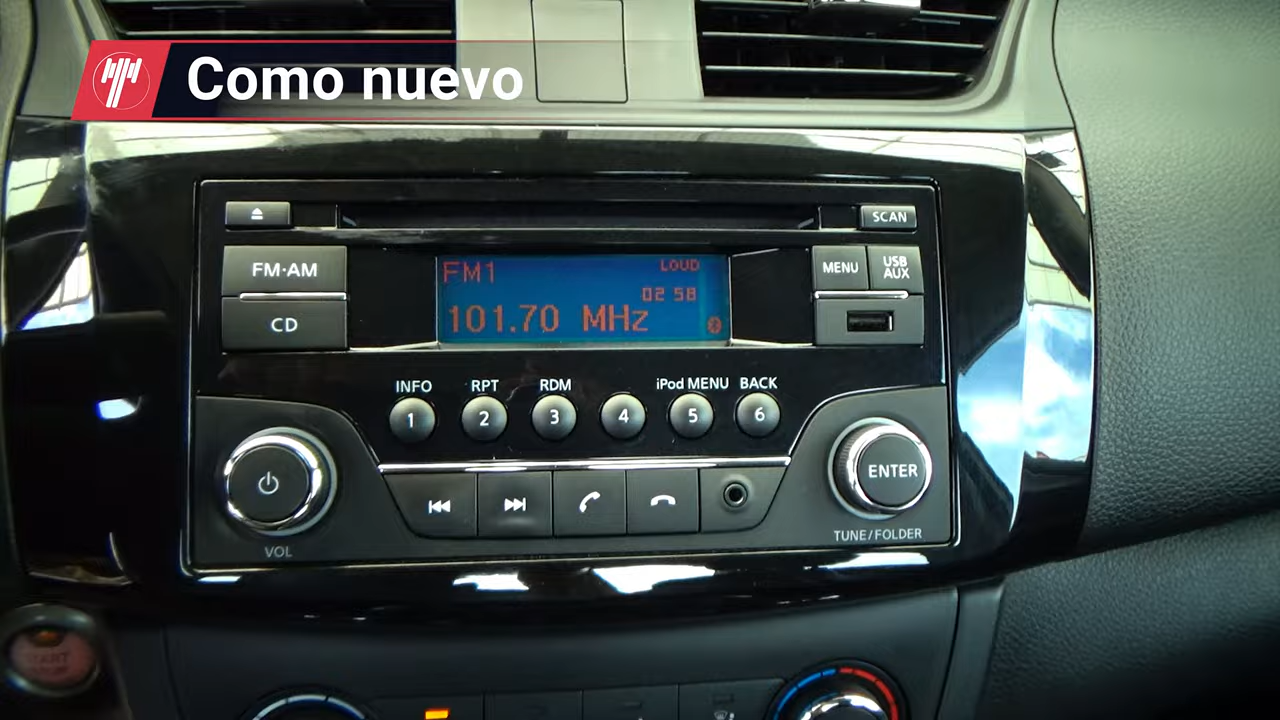 Como nuevo
SCAN
FM·AM
CD
FM1
LOUD
02 58
101.70 MHz
MENU
USB
AUX
INFO
RPT
RDM
iPod MENU
BACK
1
2
3
4
5
6
VOL
ENTER
TUNE/FOLDER
START